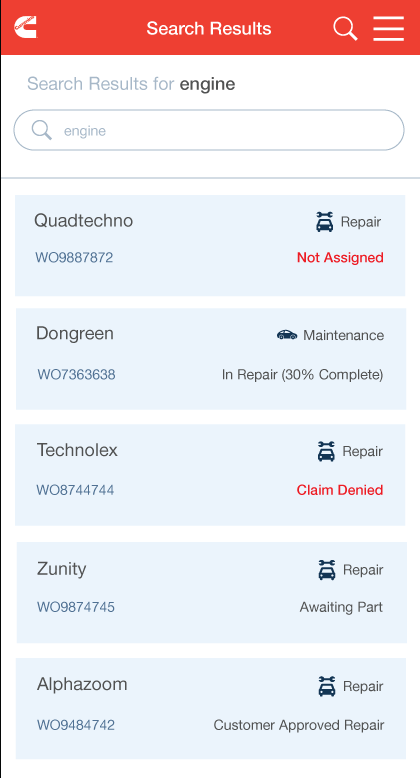 Search Results
Search Results for engine
engine
Quadtechno
Repair
WO9887872
Not Assigned
Dongreen
Maintenance
WO7363638
In Repair (30% Complete)
Technolex
Repair
WO8744744
Claim Denied
Zunity
Repair
WO9874745
Awaiting Part
Alphazoom
Repair
WO9484742
Customer Approved Repair